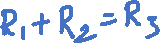 R₁ + R₂ = R₃